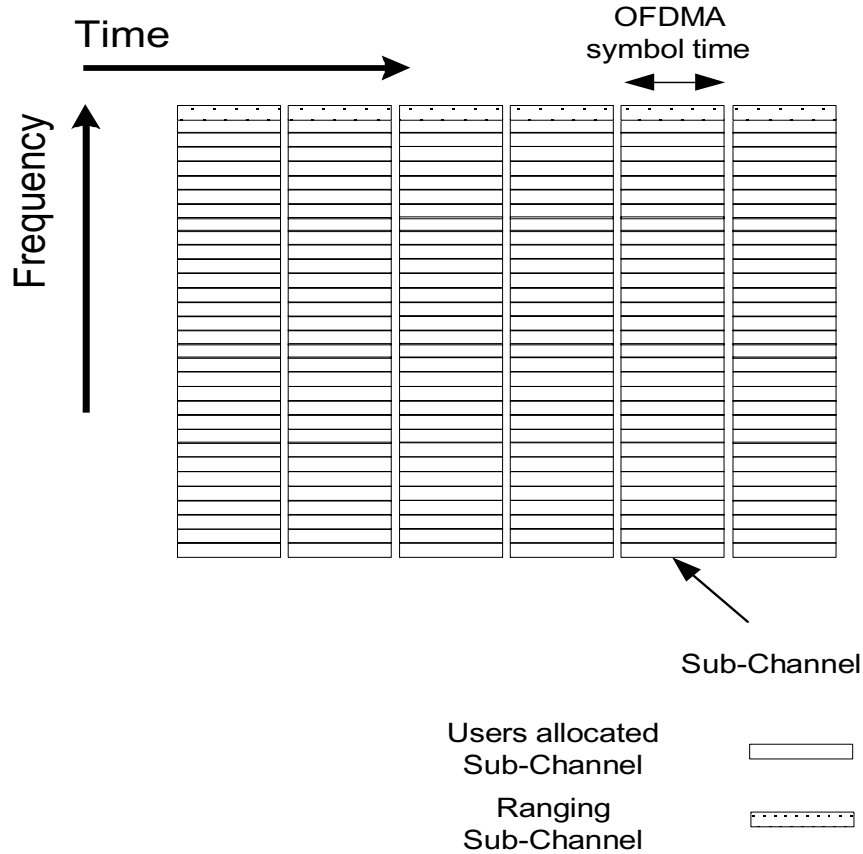 Time
OFDMA
symbol time
Frequency
Sub-Channel
Users allocated
Sub-Channel
Ranging
Sub-Channel